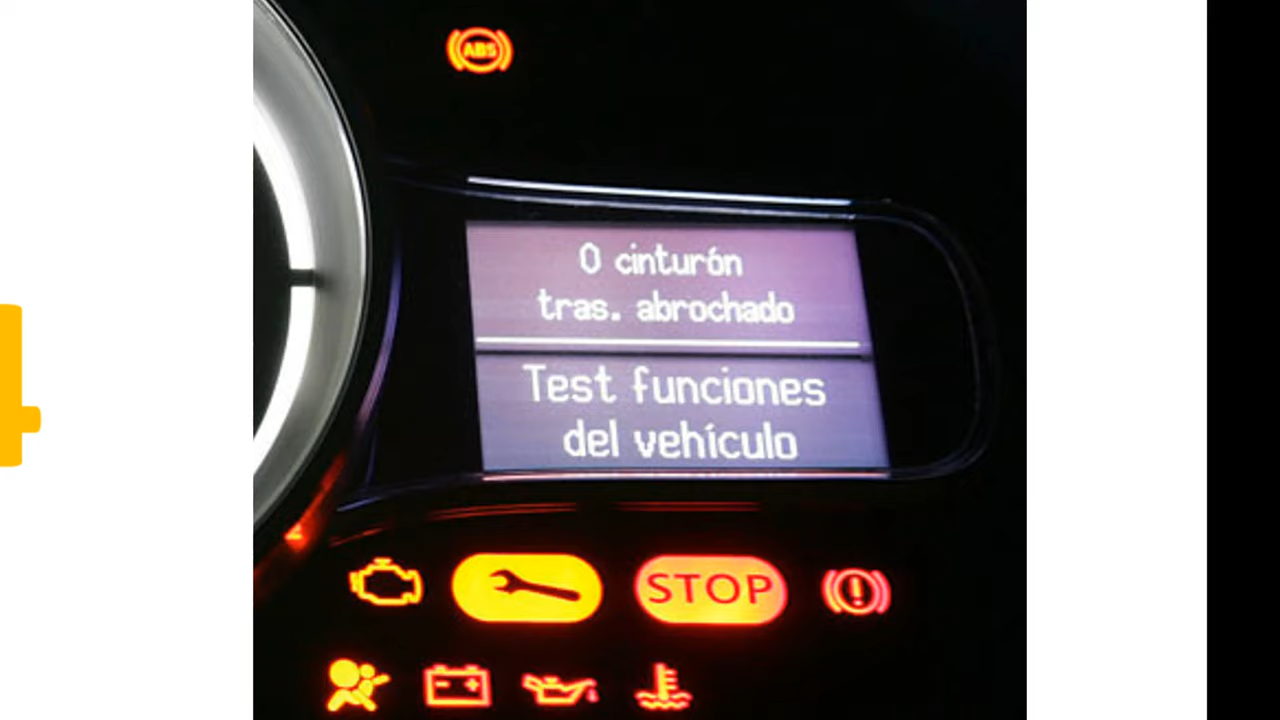 ABS
0 cinturón
tras. abrochado
Test funciones
del vehículo
STOP